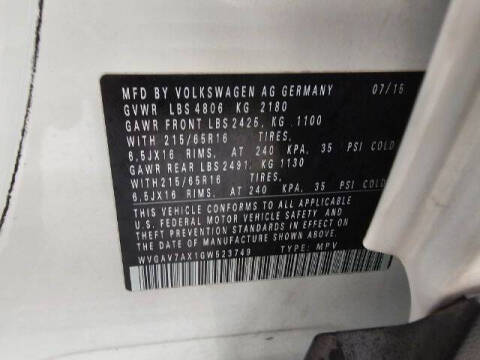 MFD BY VOLKSWAGEN AG GERMANY 07/15
GVWR LBS 4806 KG 2180
GAWR FRONT LBS 2425, KG 1100
WITH 215/65R16 TIRES,
6,5JX16 RIMS, AT 240 KPA, 35 PSI COLD
GAWR REAR LBS 2491, KG 1130
WITH 215/65R16 TIRES,
6,5JX16 RIMS, AT 240 KPA, 35 PSI COLD
THIS VEHICLE CONFORMS TO ALL APPLICABLE
U.S. FEDERAL MOTOR VEHICLE SAFETY AND
THEFT PREVENTION STANDARDS IN EFFECT
ON THE DATE OF MANUFACTURE SHOWN ABOVE
WVGAV7AX1GW523749 TYPE: MPV